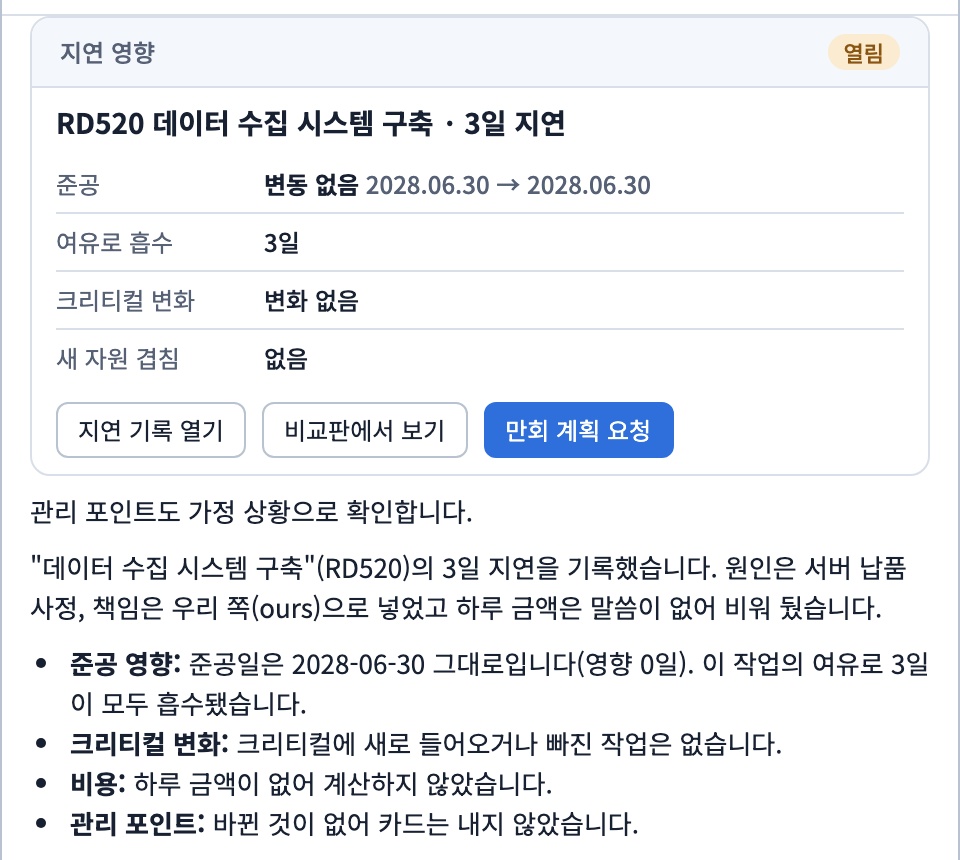 지연 영향
열림
RD520 데이터 수집 시스템 구축 · 3일 지연
준공 변동 없음 2028.06.30 → 2028.06.30
여유로 흡수 3일
크리티컬 변화 변화 없음
새 자원 겹침 없음
지연 기록 열기 비교판에서 보기 만회 계획 요청
관리 포인트도 가정 상황으로 확인합니다.
"데이터 수집 시스템 구축"(RD520)의 3일 지연을 기록했습니다. 원인은 서버 납품
사정, 책임은 우리 쪽(ours)으로 넣었고 하루 금액은 말씀이 없어 비워 뒀습니다.
• 준공 영향: 준공일은 2028-06-30 그대로입니다(영향 0일). 이 작업의 여유로 3일
이 모두 흡수됐습니다.
• 크리티컬 변화: 크리티컬에 새로 들어오거나 빠진 작업은 없습니다.
• 비용: 하루 금액이 없어 계산하지 않았습니다.
• 관리 포인트: 바뀐 것이 없어 카드는 내지 않았습니다.